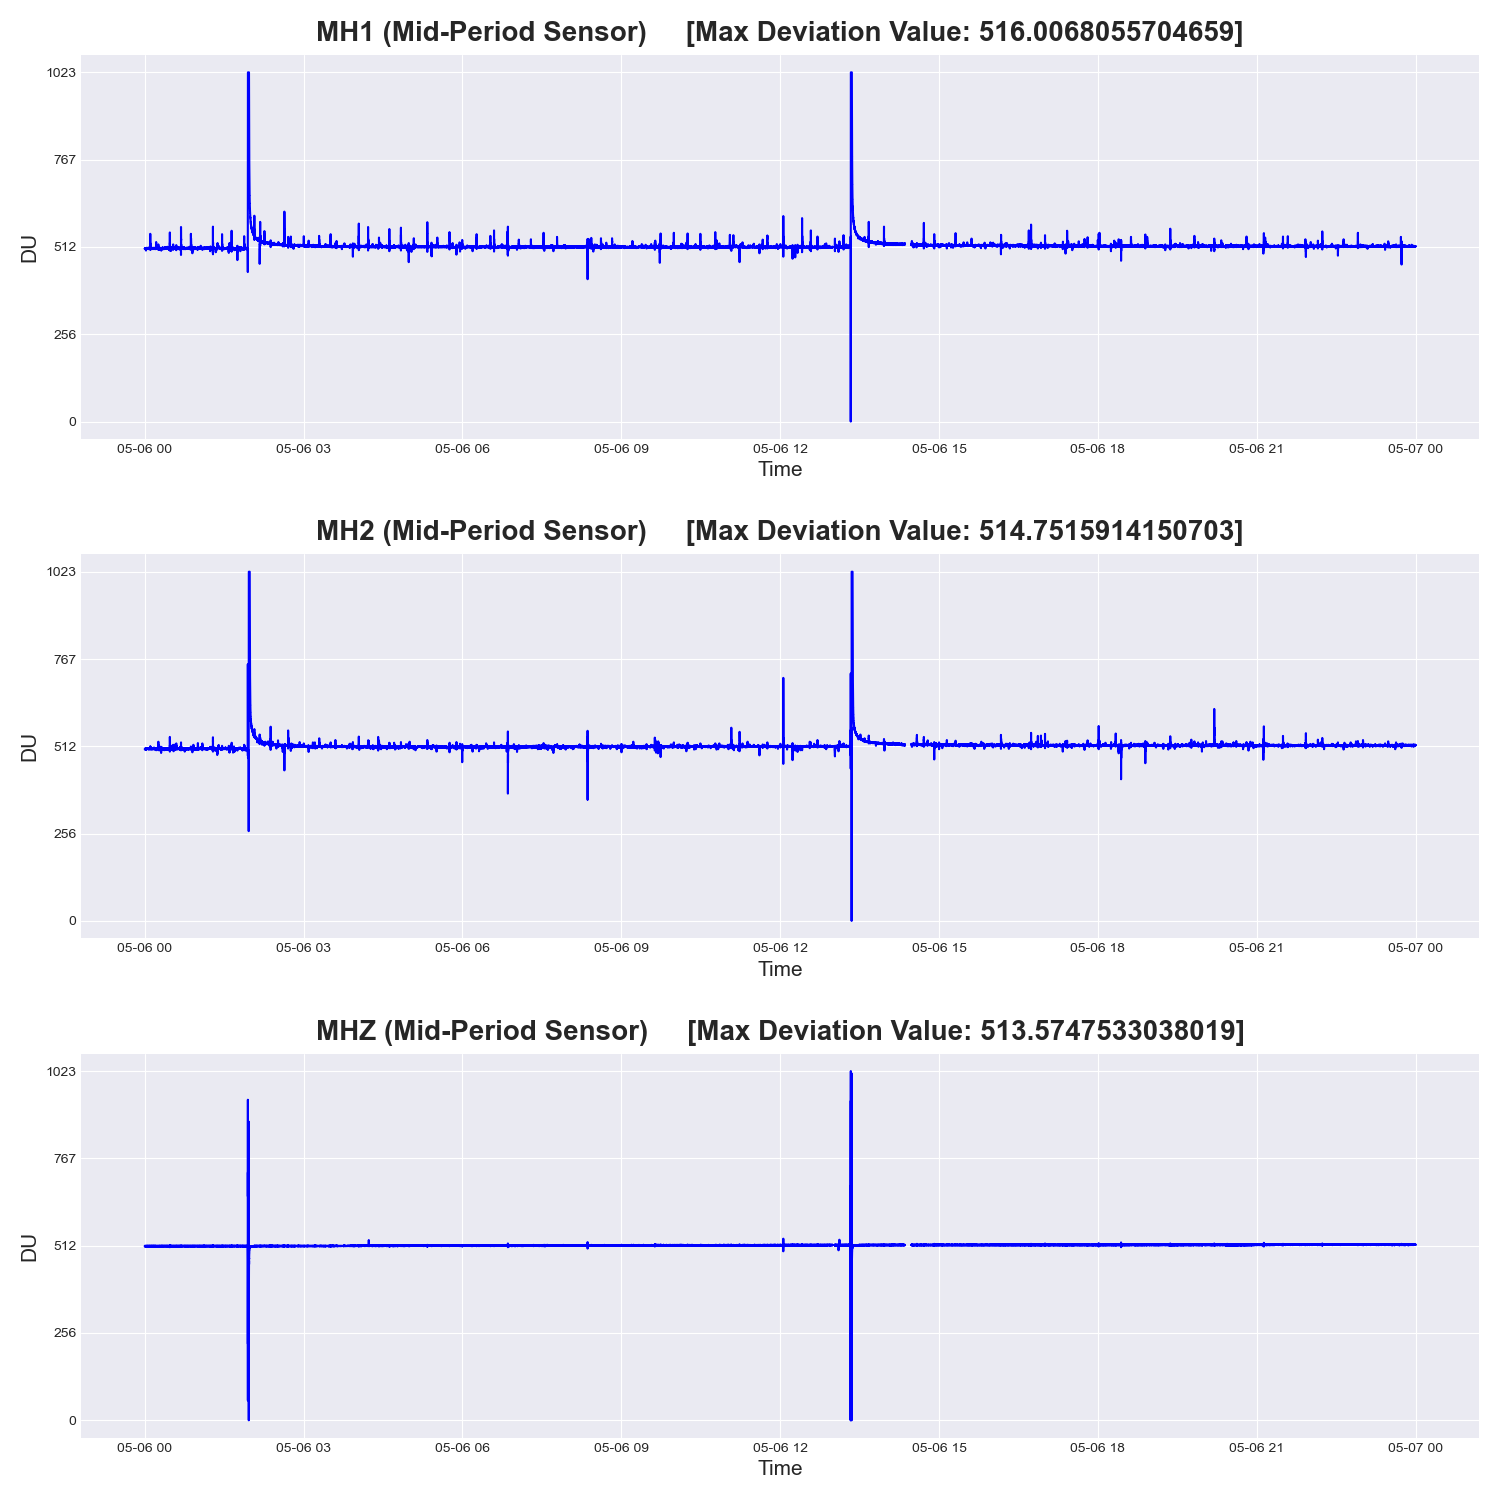 MH1 (Mid-Period Sensor) [Max Deviation Value: 516.0068055704659]
1023
767
512
256
0
DU
05-06 00 05-06 03 05-06 06 05-06 09 05-06 12 05-06 15 05-06 18 05-06 21 05-07 00
Time
MH2 (Mid-Period Sensor) [Max Deviation Value: 514.7515914150703]
1023
767
512
256
0
DU
05-06 00 05-06 03 05-06 06 05-06 09 05-06 12 05-06 15 05-06 18 05-06 21 05-07 00
Time
MHZ (Mid-Period Sensor) [Max Deviation Value: 513.5747533038019]
1023
767
512
256
0
DU
05-06 00 05-06 03 05-06 06 05-06 09 05-06 12 05-06 15 05-06 18 05-06 21 05-07 00
Time